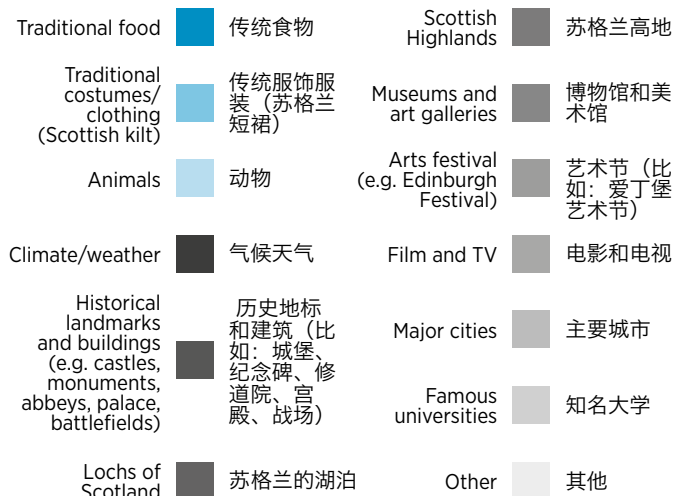 Traditional food
传统食物
Traditional
costumes/
clothing
(Scottish kilt)
传统服饰服
装（苏格兰
短裙）
Animals
动物
Climate/weather
气候天气
Historical
landmarks
and buildings
(e.g. castles,
monuments,
abbeys, palace,
battlefields)
历史地标
和建筑（比
如：城堡、
纪念碑、修
道院、宫
殿、战场）
Lochs of
Scotland
苏格兰的湖泊
Scottish
Highlands
苏格兰高地
Museums and
art galleries
博物馆和美
术馆
Arts festival
(e.g. Edinburgh
Festival)
艺术节（比
如：爱丁堡
艺术节）
Film and TV
电影和电视
Major cities
主要城市
Famous
universities
知名大学
Other
其他